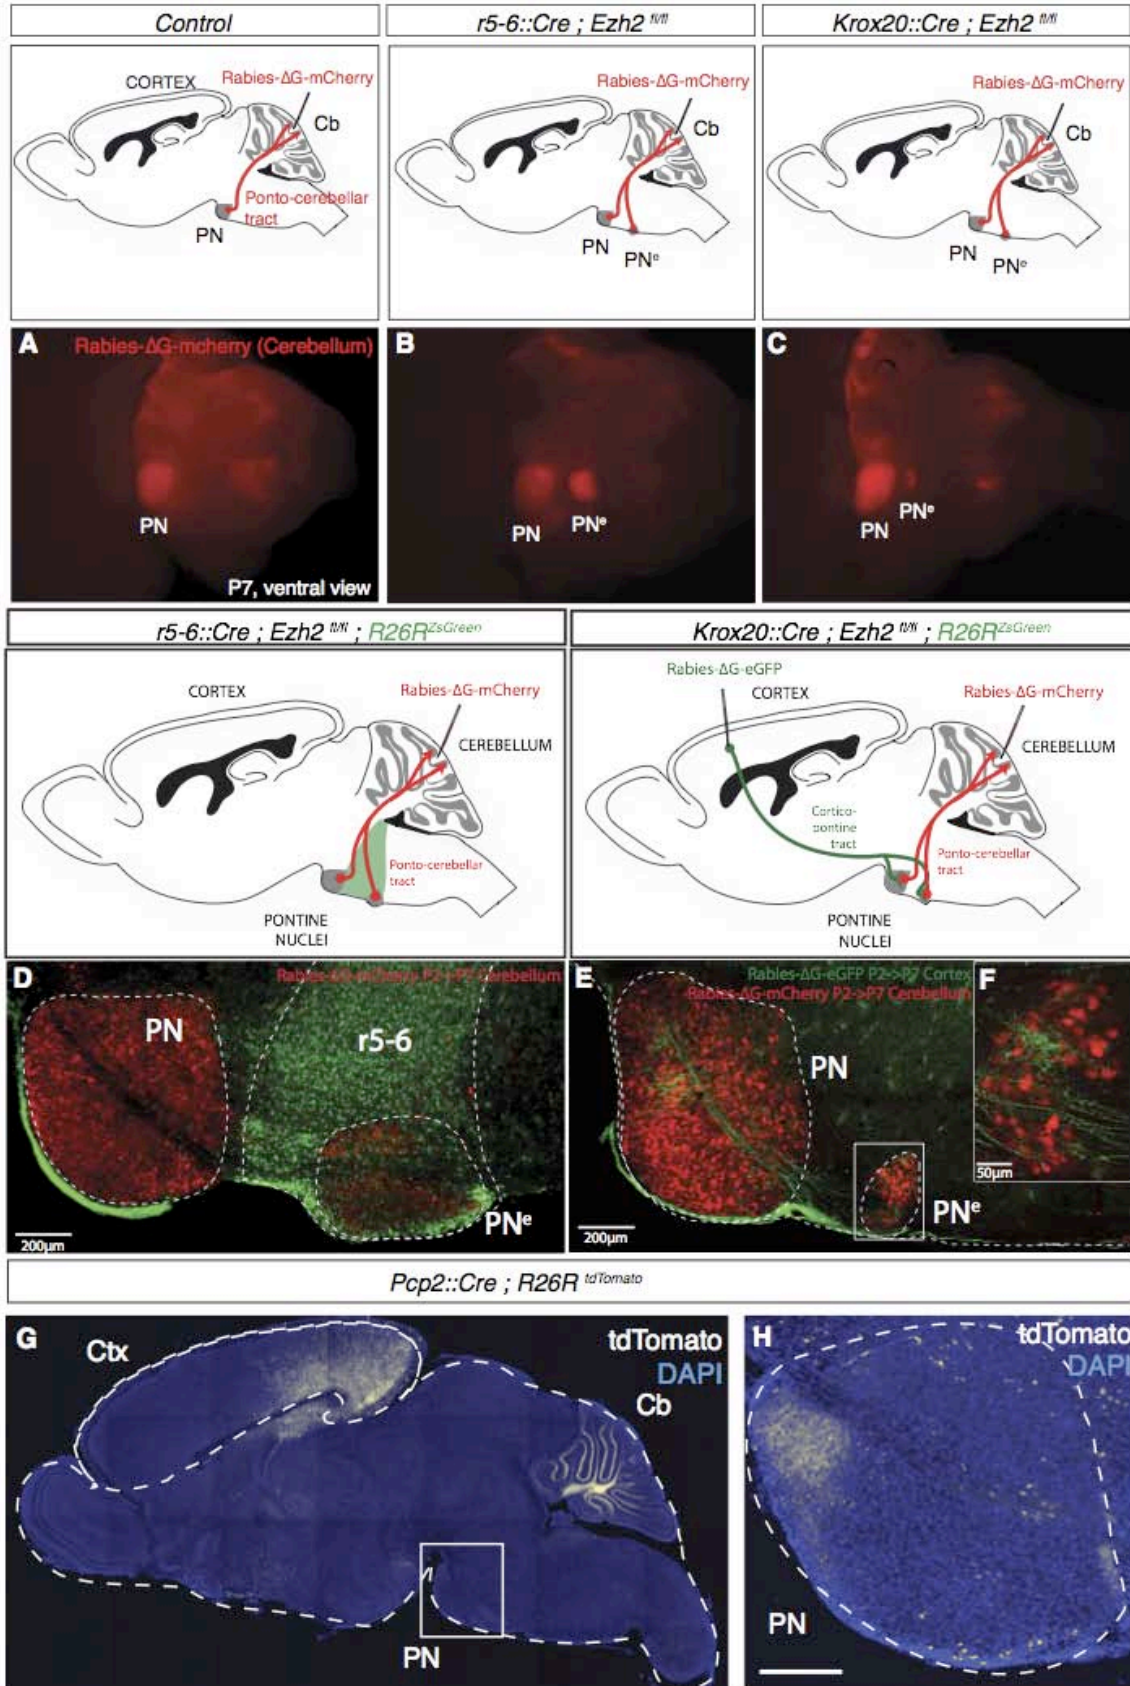 Control
r5-6::Cre ; Ezh2 fl/fl
Krox20::Cre ; Ezh2 fl/fl
CORTEX
Rabies-ΔG-mCherry
Cb
Ponto-cerebellar
tract
PN
Rabies-ΔG-mCherry
Cb
PN
PNe
Rabies-ΔG-mCherry
Cb
PN
PNe
A
Rabies-ΔG-mcherry (Cerebellum)
PN
P7, ventral view
B
PN
PNe
C
PN
PNe
r5-6::Cre ; Ezh2 fl/fl ; R26R ZsGreen
Krox20::Cre ; Ezh2 fl/fl ; R26R ZsGreen
CORTEX
Rabies-ΔG-mCherry
CEREBELLUM
Ponto-cerebellar
tract
PONTINE
NUCLEI
Rabies-ΔG-eGFP
CORTEX
Rabies-ΔG-mCherry
CEREBELLUM
Cortico-
pontine
tract
Ponto-cerebellar
tract
PONTINE
NUCLEI
D
Rabies-ΔG-mCherry P2->P7 Cerebellum
PN
r5-6
PNe
200µm
E
Rabies-ΔG-eGFP P2->P7 Cortex
Rabies-ΔG-mCherry P2->P7 Cerebellum
PN
PNe
200µm
F
50µm
Pcp2::Cre ; R26R tdTomato
G
Ctx
tdTomato
DAPI
Cb
PN
H
tdTomato
DAPI
PN